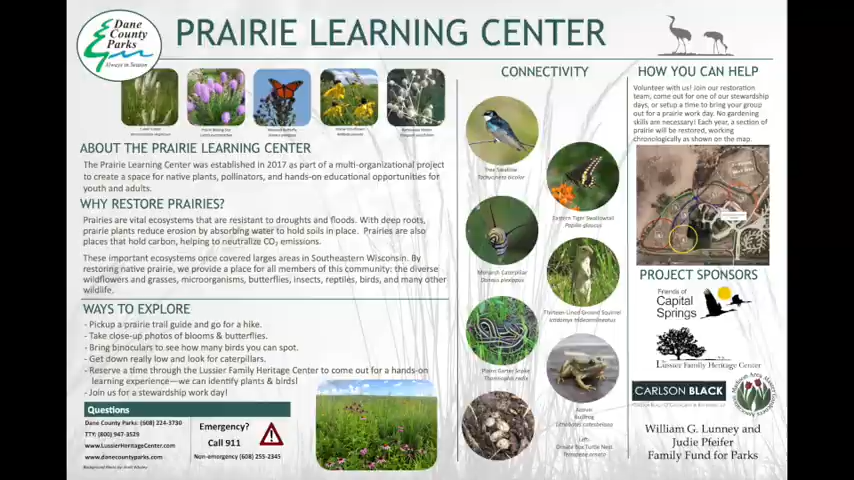 Dane
County
Parks
Always in Season
PRAIRIE LEARNING CENTER
ABOUT THE PRAIRIE LEARNING CENTER
The Prairie Learning Center was established in 2017 as part of a multi-organizational project
to create a space for native plants, pollinators, and hands-on educational opportunities for
youth and adults.
WHY RESTORE PRAIRIES?
Prairies are vital ecosystems that are resistant to droughts and floods. With deep roots,
prairie plants reduce erosion by absorbing water to hold soils in place. Prairies are also
places that hold carbon, helping to neutralize CO₂ emissions.
These important ecosystems once covered larges areas in Southeastern Wisconsin. By
restoring native prairie, we provide a place for all members of this community: the diverse
wildflowers and grasses, microorganisms, butterflies, insects, reptiles, birds, and many other
wildlife.
WAYS TO EXPLORE
- Pickup a prairie trail guide and go for a hike.
- Take close-up photos of blooms & butterflies.
- Bring binoculars to see how many birds you can spot.
- Get down really low and look for caterpillars.
- Reserve a time through the Lussier Family Heritage Center to come out for a hands-on
learning experience—we can identify plants & birds!
- Join us for a stewardship work day!
Questions
Dane County Parks: (608) 224-3730
TTY: (800) 947-3529
www.LussierHeritageCenter.com
www.danecountyparks.com
Emergency?
Call 911
Non-emergency (608) 255-2345
CONNECTIVITY
Tree Swallow
Tachycineta bicolor
Eastern Tiger Swallowtail
Papilio glaucus
Monarch Caterpillar
Danaus plexippus
Thirteen-Lined Ground Squirrel
Ictidomys tridecemlineatus
Plains Garter Snake
Thamnophis radix
Above:
Bullfrog
Lithobates catesbeianus
Left:
Ornate Box Turtle Nest
Terrapene ornata
HOW YOU CAN HELP
Volunteer with us! Join our restoration
team, come out for one of our stewardship
days, or setup a time to bring your group
out for a prairie work day. No gardening
skills are necessary! Each year, a section of
prairie will be restored, working
chronologically as shown on the map.
PROJECT SPONSORS
Friends of
Capital
Springs
Lussier Family Heritage Center
CARLSON BLACK
William G. Lunney and
Judie Pfeifer
Family Fund for Parks